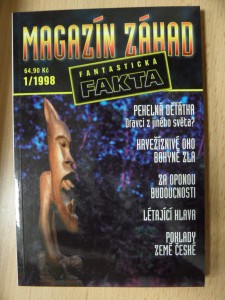 MAGAZÍN ZÁHAD
FANTASTICKÁ
FAKTA
64,90 Kč
1/1998
PEKELNÁ DĚŤÁTKA
Dravci z jiného světa?
KRVEŽÍZNIVÉ OKO
BOHYNĚ ZLA
ZA OPONOU
BUDOUCNOSTI
LÉTAJÍCÍ HLAVA
POKLADY
ZEMĚ ČESKÉ